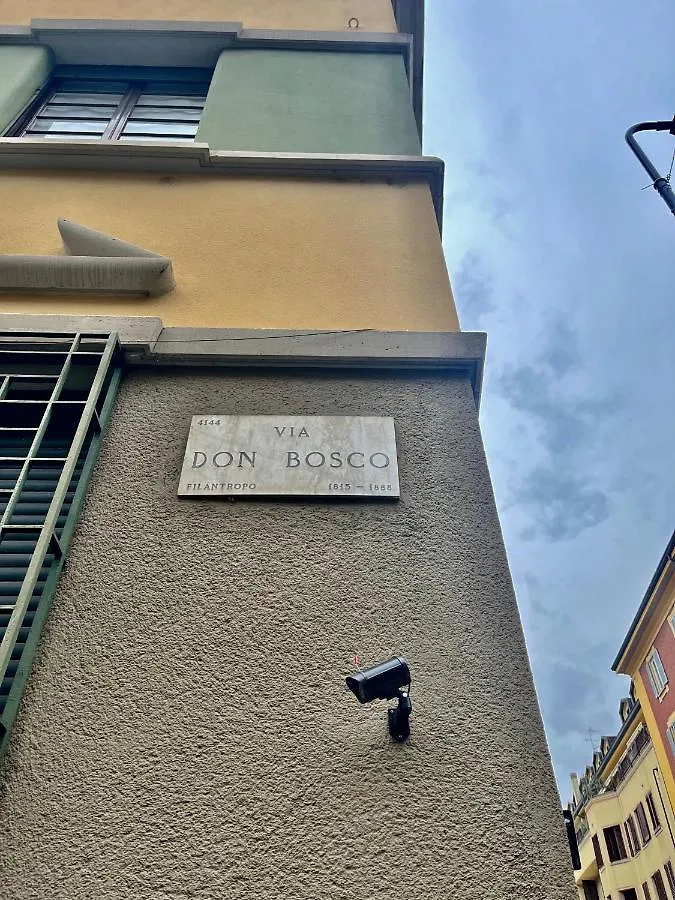 4144
VIA
DON BOSCO
FILANTROPO 1815 - 1888